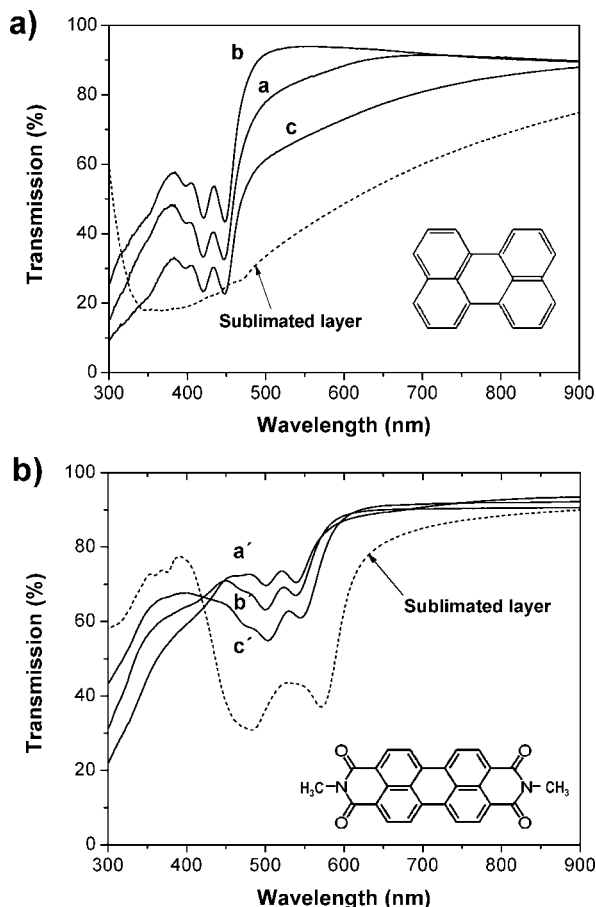 a)
Transmission (%)
100
80
60
40
20
0
b
a
c
Sublimated layer
300 400 500 600 700 800 900
Wavelength (nm)
b)
Transmission (%)
100
80
60
40
20
0
a´
b´
c´
Sublimated layer
O O
H₃C N N CH₃
O O
300 400 500 600 700 800 900
Wavelength (nm)